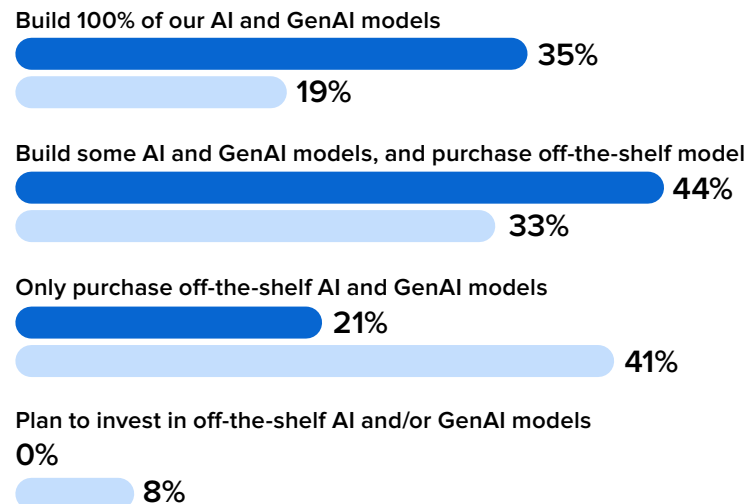 Build 100% of our AI and GenAI models
35%
19%
Build some AI and GenAI models, and purchase off-the-shelf model
44%
33%
Only purchase off-the-shelf AI and GenAI models
21%
41%
Plan to invest in off-the-shelf AI and/or GenAI models
0%
8%